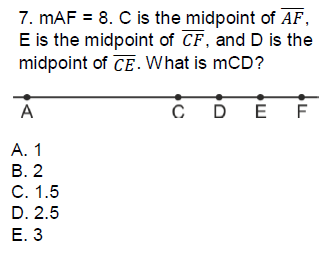 7. mAF = 8. C is the midpoint of AF,
E is the midpoint of CF, and D is the
midpoint of CE. What is mCD?
A C D E F
A. 1
B. 2
C. 1.5
D. 2.5
E. 3